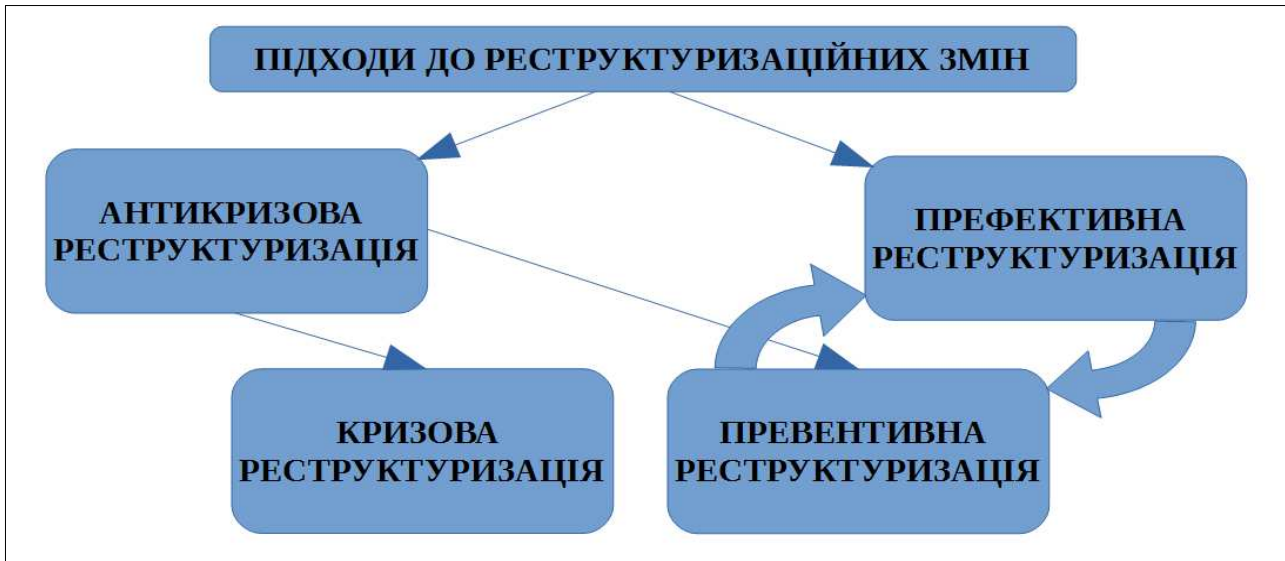 ПІДХОДИ ДО РЕСТРУКТУРИЗАЦІЙНИХ ЗМІН
АНТИКРИЗОВА
РЕСТРУКТУРИЗАЦІЯ
ПРЕФЕКТИВНА
РЕСТРУКТУРИЗАЦІЯ
КРИЗОВА
РЕСТРУКТУРИЗАЦІЯ
ПРЕВЕНТИВНА
РЕСТРУКТУРИЗАЦІЯ